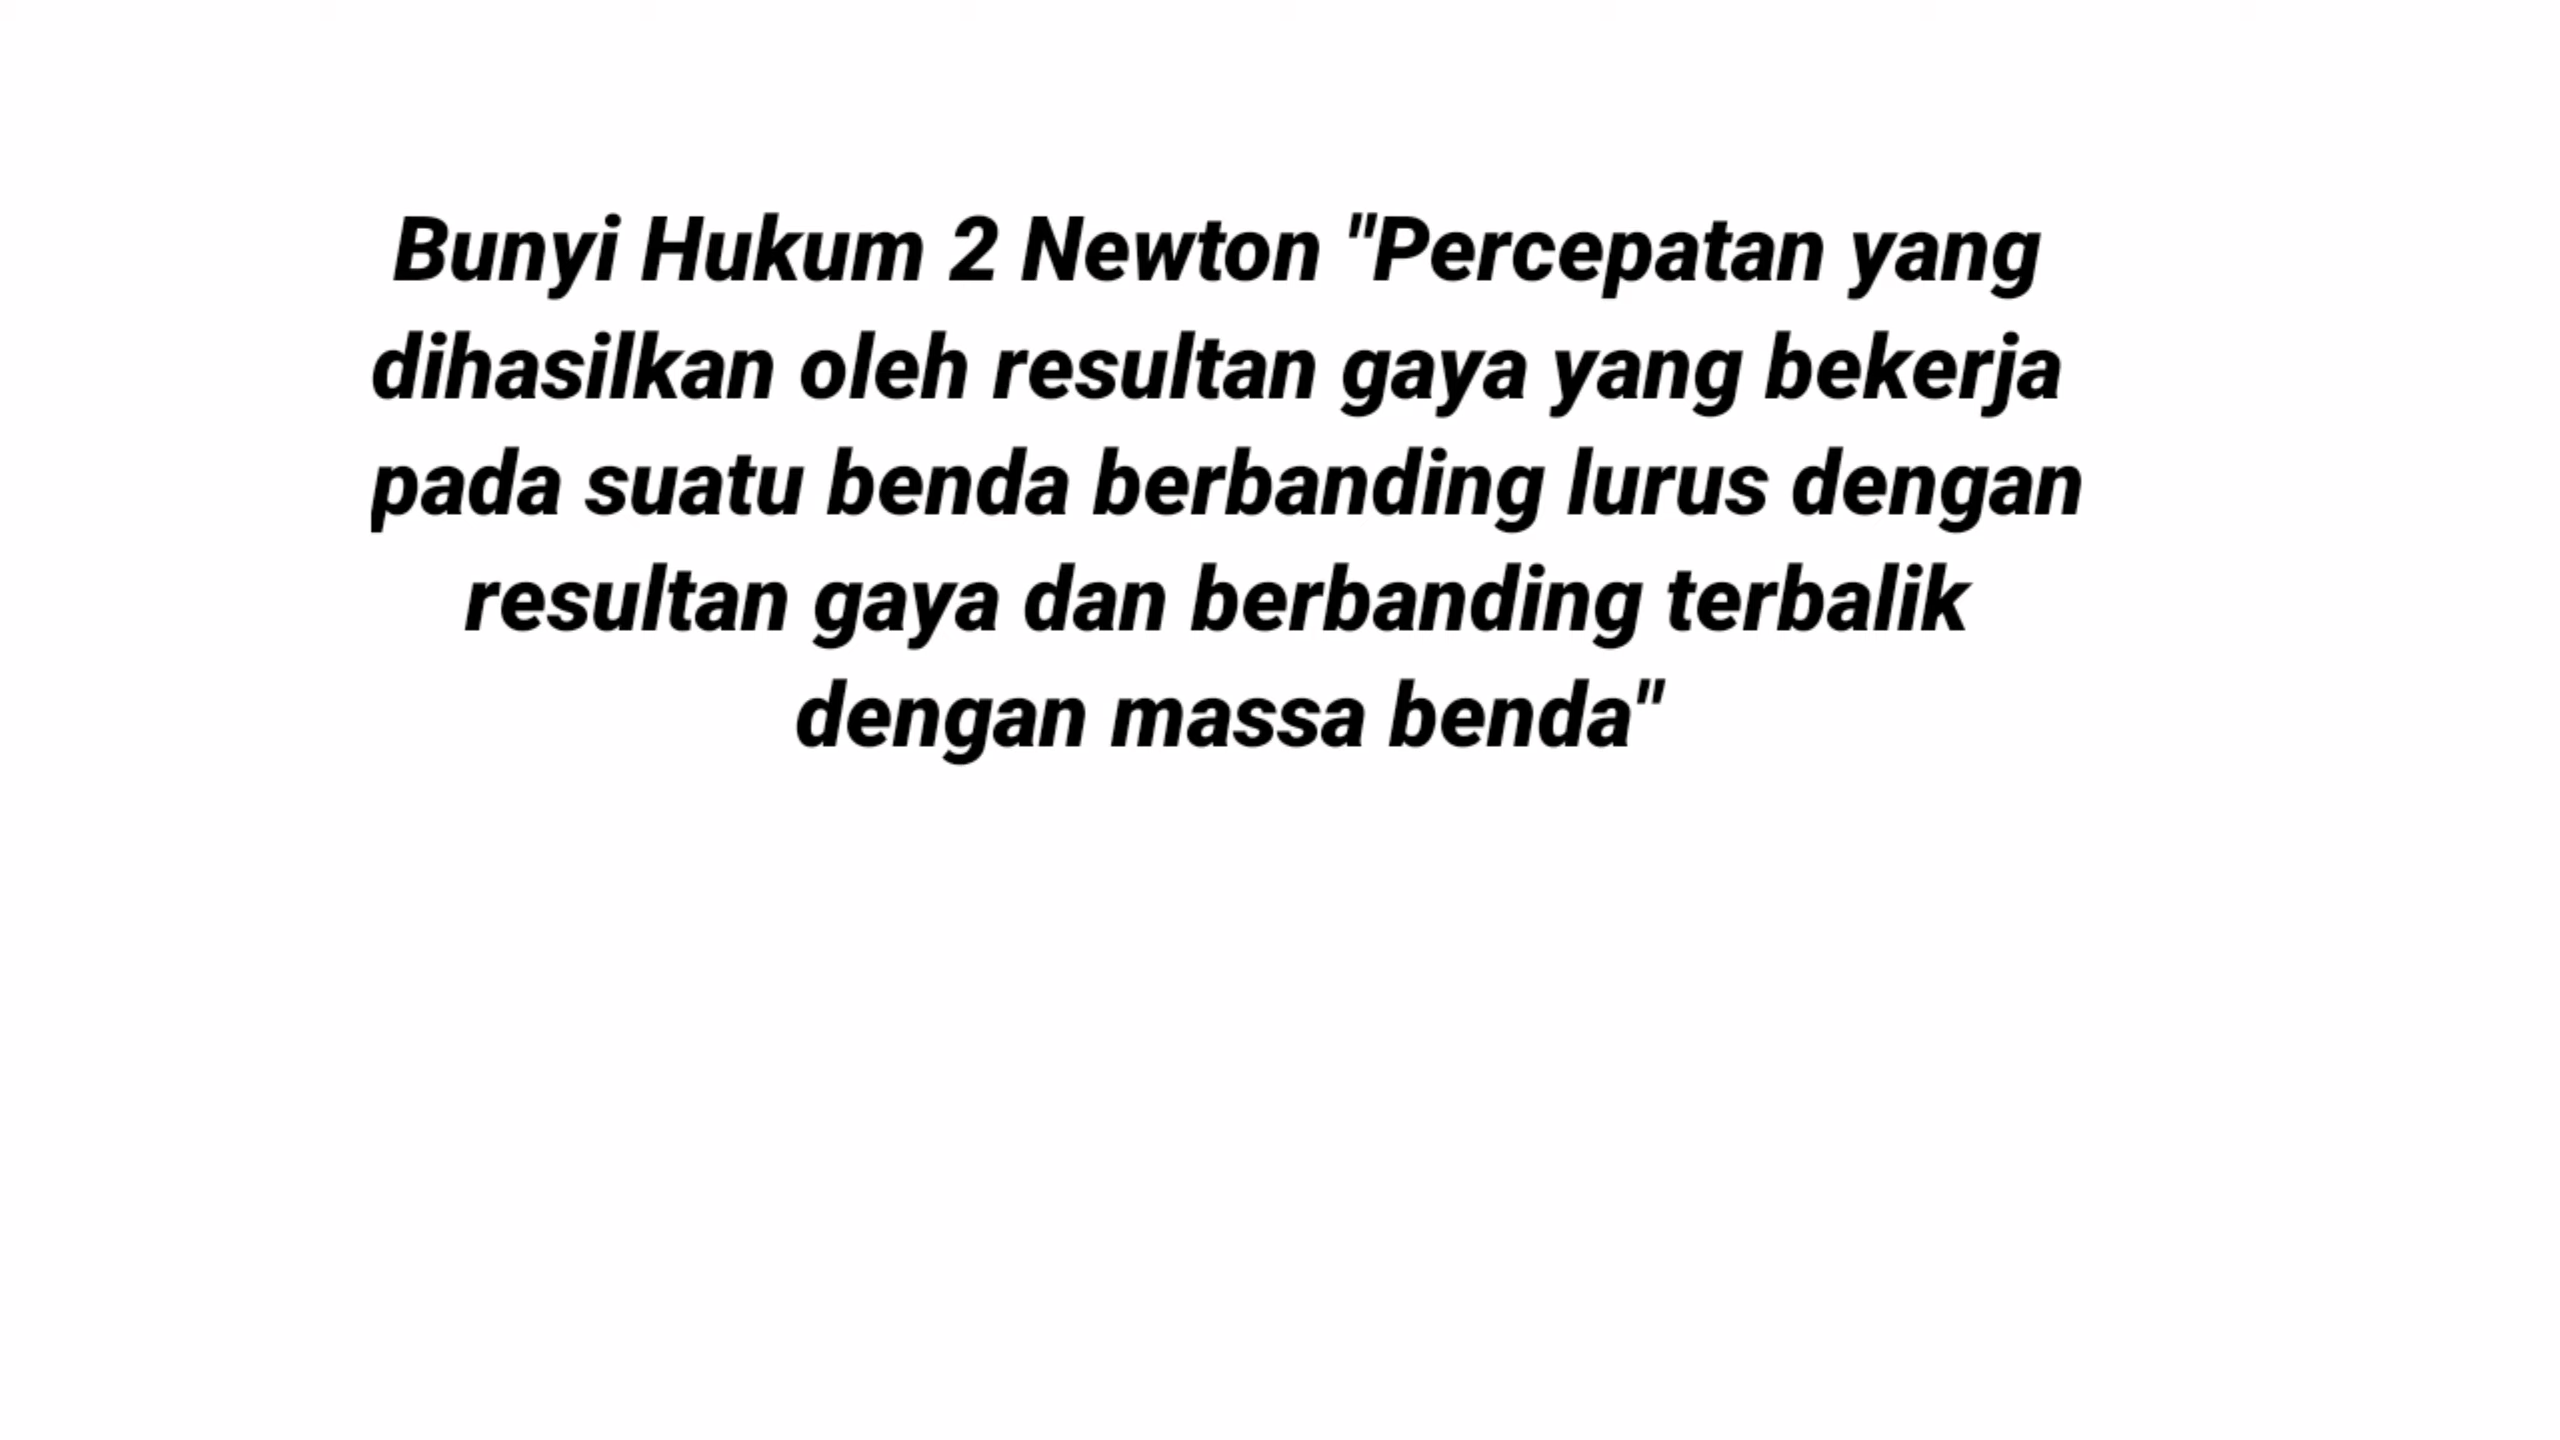 Bunyi Hukum 2 Newton "Percepatan yang
dihasilkan oleh resultan gaya yang bekerja
pada suatu benda berbanding lurus dengan
resultan gaya dan berbanding terbalik
dengan massa benda"